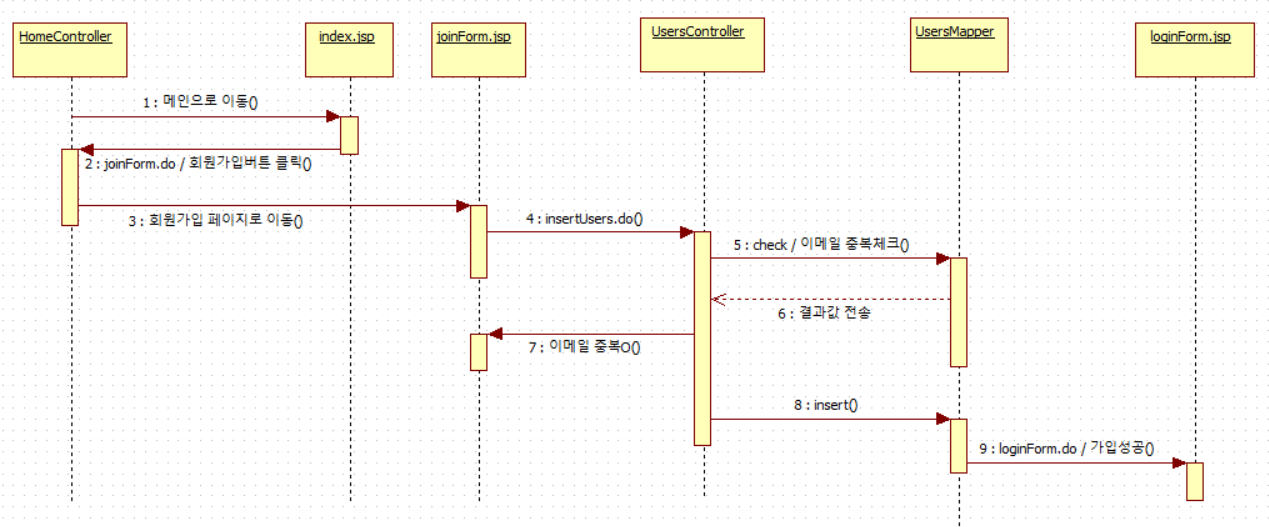 HomeController
index.jsp
joinForm.jsp
UsersController
UsersMapper
loginForm.jsp
1 : 메인으로 이동()
2 : joinForm.do / 회원가입버튼 클릭()
3 : 회원가입 페이지로 이동()
4 : insertUsers.do()
5 : check / 이메일 중복체크()
6 : 결과값 전송
7 : 이메일 중복O()
8 : insert()
9 : loginForm.do / 가입성공()